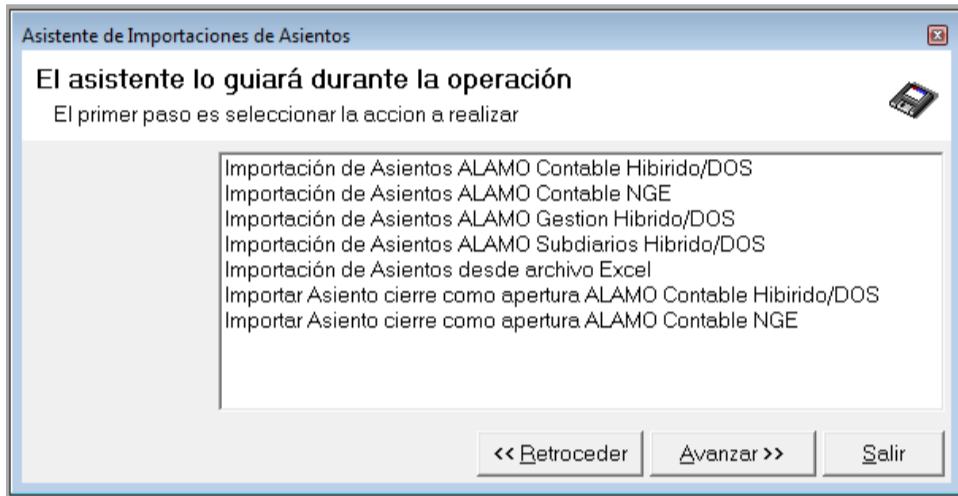 Asistente de Importaciones de Asientos
El asistente lo guiará durante la operación
El primer paso es seleccionar la accion a realizar
Importación de Asientos ALAMO Contable Hibirido/DOS
Importación de Asientos ALAMO Contable NGE
Importación de Asientos ALAMO Gestion Hibrido/DOS
Importación de Asientos ALAMO Subdiarios Hibrido/DOS
Importación de Asientos desde archivo Excel
Importar Asiento cierre como apertura ALAMO Contable Hibirido/DOS
Importar Asiento cierre como apertura ALAMO Contable NGE
<< Retroceder Avanzar >> Salir